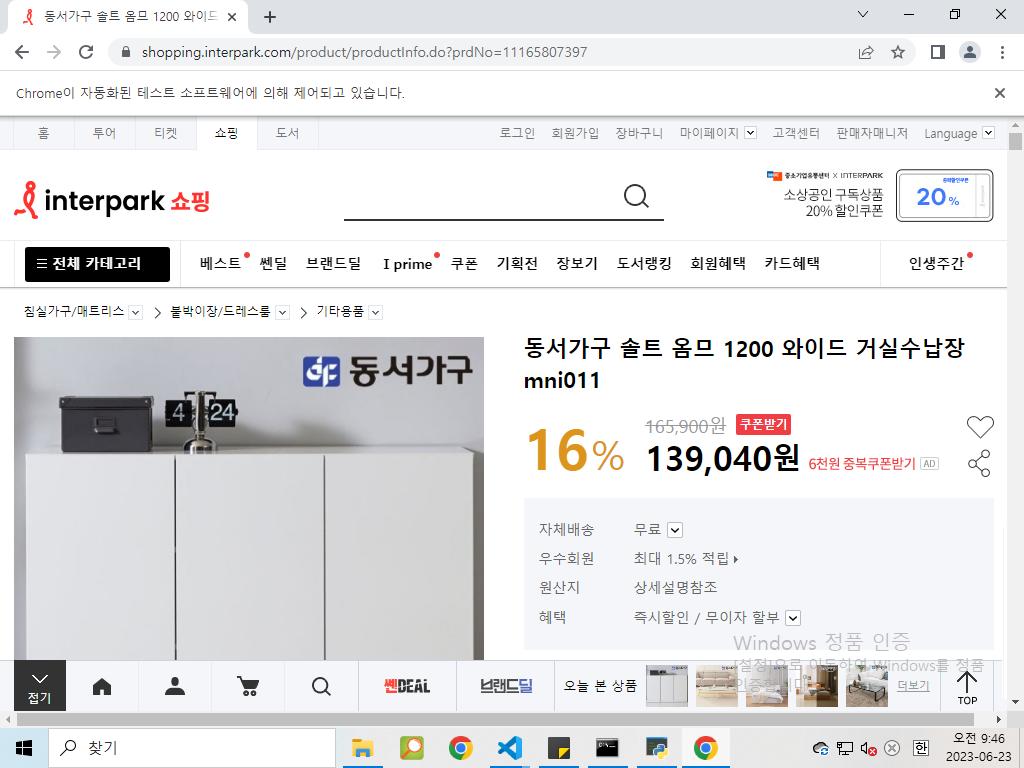 동서가구 솔트 옴므 1200 와이드
shopping.interpark.com/product/productInfo.do?prdNo=11165807397
Chrome이 자동화된 테스트 소프트웨어에 의해 제어되고 있습니다.
홈 투어 티켓 쇼핑 도서 로그인 회원가입 장바구니 마이페이지 고객센터 판매자매니저 Language
interpark 쇼핑
중소기업유통센터 X INTERPARK
소상공인 구독상품
20% 할인쿠폰
중복할인쿠폰
20%
전체 카테고리 베스트 쎈딜 브랜드딜 I prime 쿠폰 기획전 장보기 도서랭킹 회원혜택 카드혜택 인생주간
침실가구/매트리스 붙박이장/드레스룸 기타용품
동서가구
4 24
동서가구 솔트 옴므 1200 와이드 거실수납장
mni011
16% 165,900원 쿠폰받기
139,040원 6천원 중복쿠폰받기 AD
자체배송 무료
우수회원 최대 1.5% 적립
원산지 상세설명참조
혜택 즉시할인 / 무이자 할부
Windows 정품 인증
[설정]으로 이동하여 Windows를 정품
인증합니다.
접기 쎈DEAL 브랜드딜 오늘 본 상품 더보기 TOP
찾기
한
오전 9:46
2023-06-23